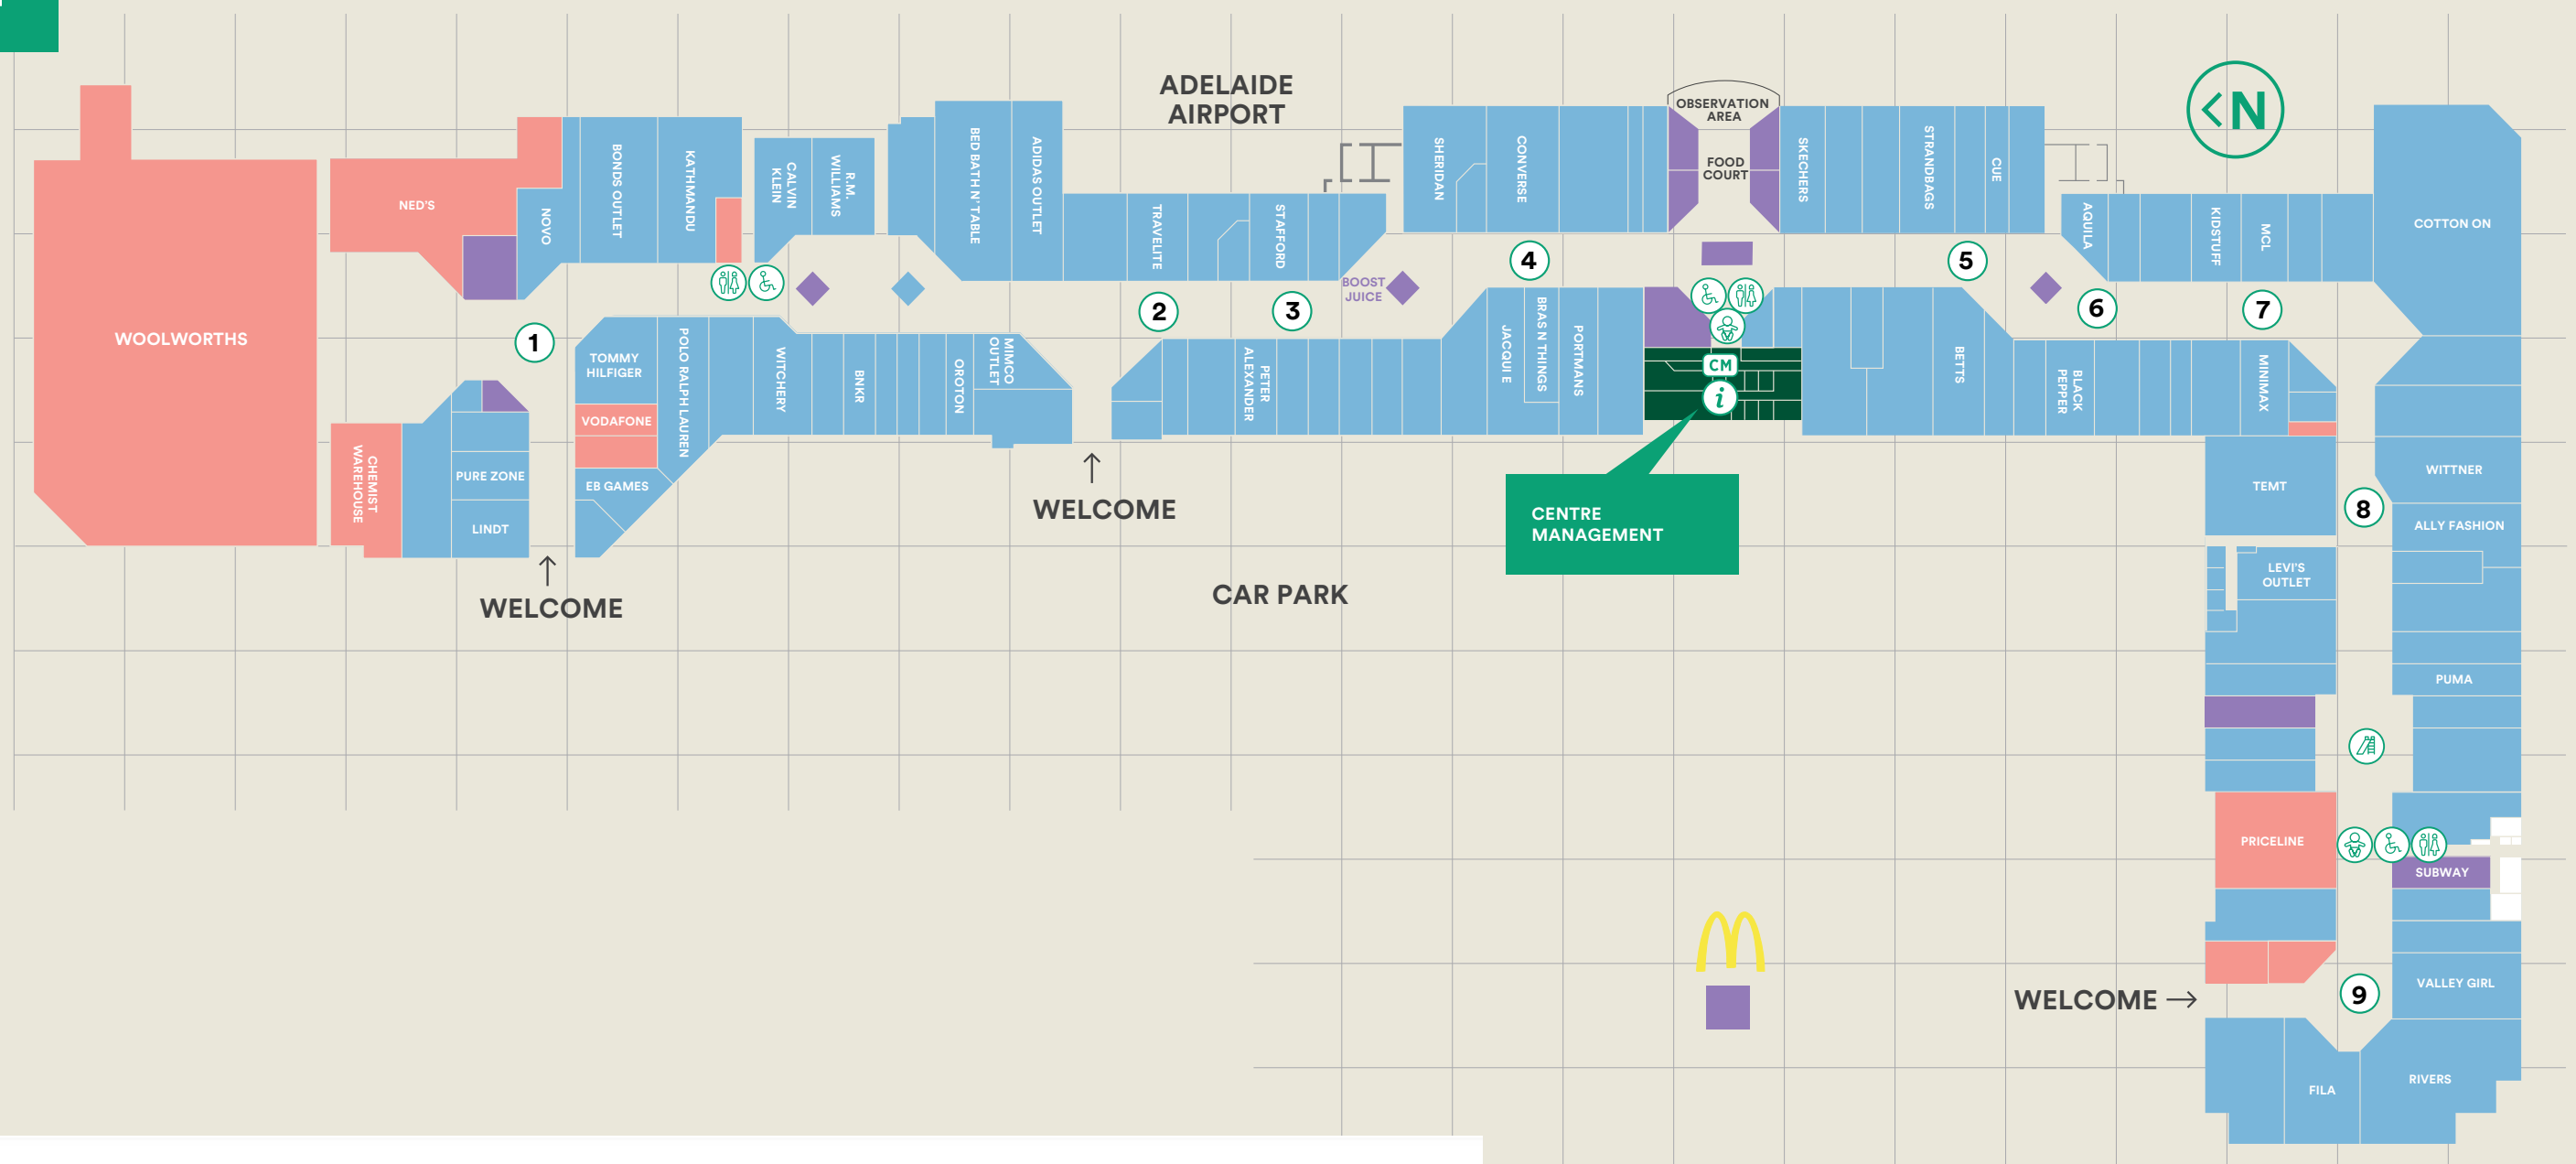 ADELAIDE
AIRPORT
OBSERVATION
AREA
FOOD
COURT
<N
WOOLWORTHS
NED'S
NOVO
BONDS OUTLET
KATHMANDU
CALVIN
KLEIN
R.M.
WILLIAMS
BED BATH N' TABLE
ADIDAS OUTLET
TRAVELITE
STAFFORD
BOOST
JUICE
SHERIDAN
CONVERSE
SKECHERS
STRANDBAGS
CUE
AQUILA
KIDSTUFF
MCL
COTTON ON
1
2
3
4
5
6
7
TOMMY
HILFIGER
VODAFONE
EB GAMES
POLO RALPH LAUREN
WITCHERY
BNKR
OROTON
MIMCO
OUTLET
PETER
ALEXANDER
JACQUI E
BRAS N THINGS
PORTMANS
CM
i
BETTS
BLACK
PEPPER
MINIMAX
CHEMIST
WAREHOUSE
PURE ZONE
LINDT
WELCOME
WELCOME
CENTRE
MANAGEMENT
CAR PARK
TEMT
8
WITTNER
ALLY FASHION
LEVI'S
OUTLET
PUMA
PRICELINE
SUBWAY
WELCOME
9
VALLEY GIRL
FILA
RIVERS